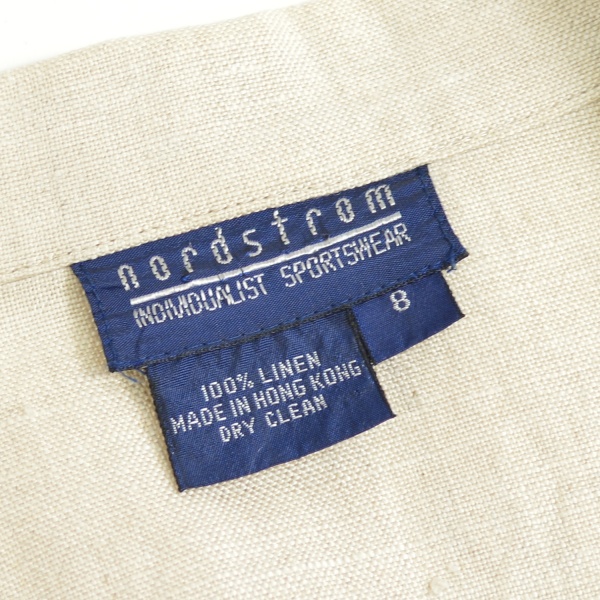 nordstrom
INDIVIDUALIST SPORTSWEAR
8
100% LINEN
MADE IN HONG KONG
DRY CLEAN